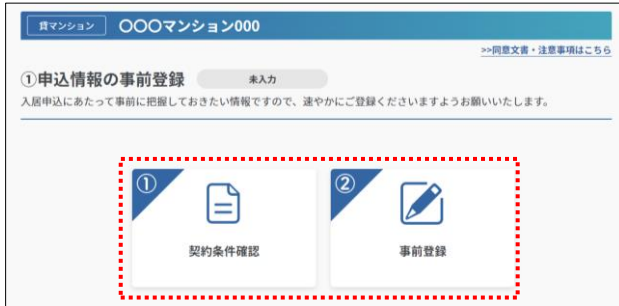 貸マンション 〇〇〇マンション000
>>同意文書・注意事項はこちら
①申込情報の事前登録 未入力
入居申込にあたって事前に把握しておきたい情報ですので、速やかにご登録くださいますようお願いいたします。
① ②
契約条件確認 事前登録